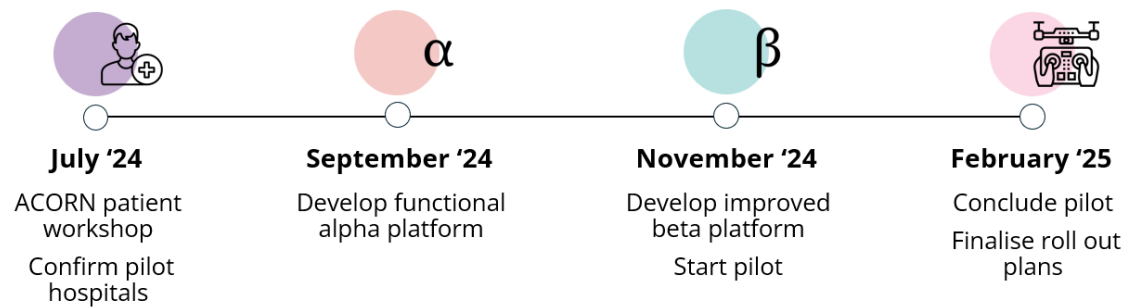 α
β
July ‘24
September ‘24
November ‘24
February ‘25
ACORN patient
workshop
Confirm pilot
hospitals
Develop functional
alpha platform
Develop improved
beta platform
Start pilot
Conclude pilot
Finalise roll out
plans